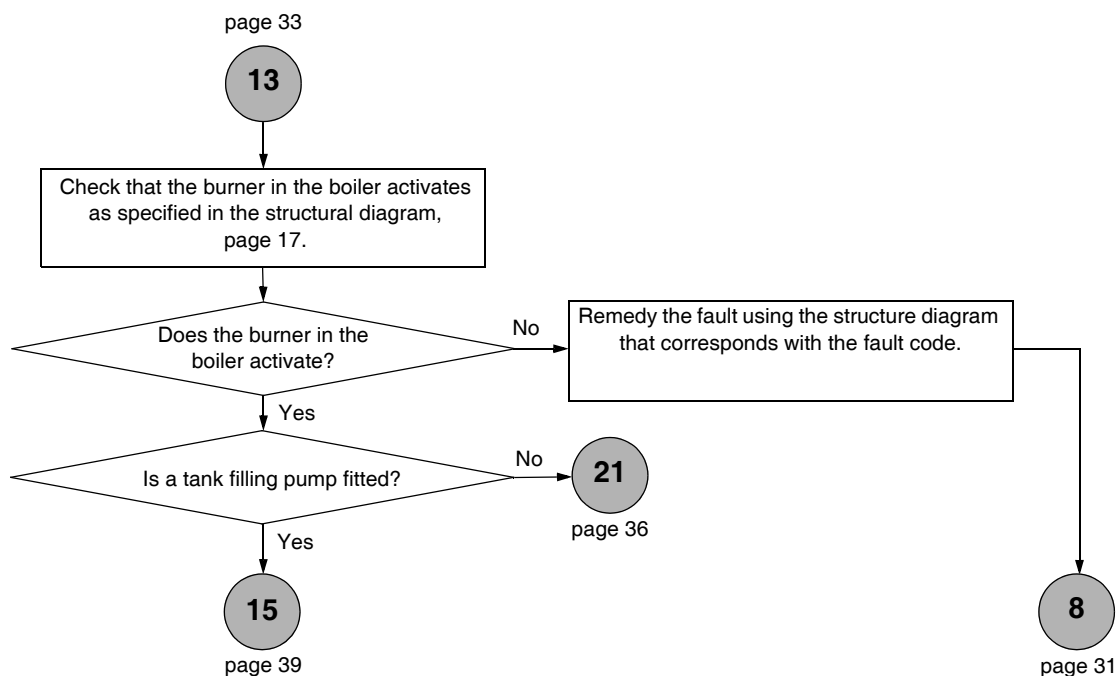 page 33
13
Check that the burner in the boiler activates
as specified in the structural diagram,
page 17.
Does the burner in the
boiler activate?
No
Remedy the fault using the structure diagram
that corresponds with the fault code.
Yes
Is a tank filling pump fitted?
No
21
page 36
Yes
15
page 39
8
page 31